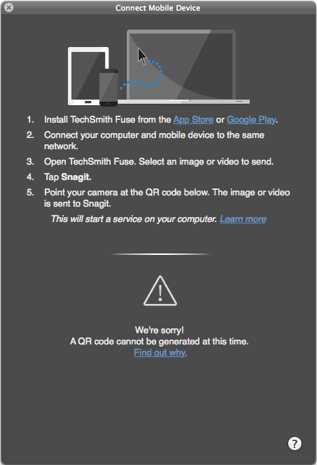 Connect Mobile Device
1. Install TechSmith Fuse from the App Store or Google Play.
2. Connect your computer and mobile device to the same
network.
3. Open TechSmith Fuse. Select an image or video to send.
4. Tap Snagit.
5. Point your camera at the QR code below. The image or video
is sent to Snagit.
This will start a service on your computer. Learn more
We're sorry!
A QR code cannot be generated at this time.
Find out why.
?